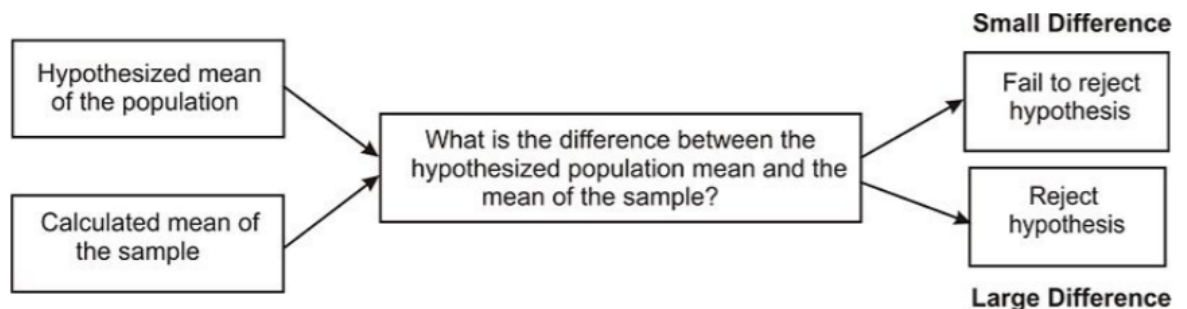 Hypothesized mean
of the population
Calculated mean of
the sample
What is the difference between the
hypothesized population mean and the
mean of the sample?
Small Difference
Fail to reject
hypothesis
Reject
hypothesis
Large Difference